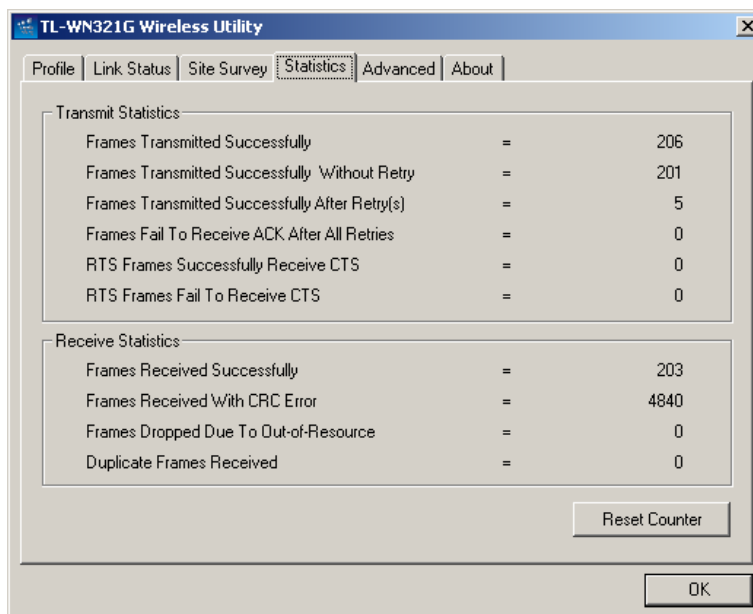 TL-WN321G Wireless Utility
Profile Link Status Site Survey Statistics Advanced About
Transmit Statistics
Frames Transmitted Successfully = 206
Frames Transmitted Successfully Without Retry = 201
Frames Transmitted Successfully After Retry(s) = 5
Frames Fail To Receive ACK After All Retries = 0
RTS Frames Successfully Receive CTS = 0
RTS Frames Fail To Receive CTS = 0
Receive Statistics
Frames Received Successfully = 203
Frames Received With CRC Error = 4840
Frames Dropped Due To Out-of-Resource = 0
Duplicate Frames Received = 0
Reset Counter
OK